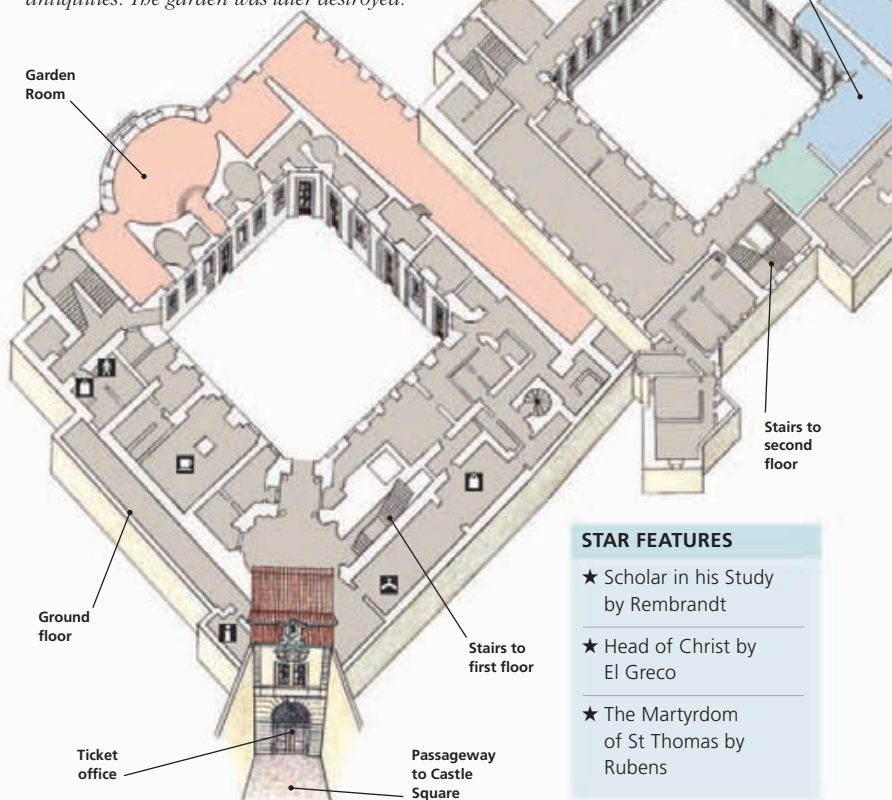 antiquities. The garden was later destroyed.
Garden
Room
Stairs to
second
floor
Ground
floor
Stairs to
first floor
Ticket
office
Passageway
to Castle
Square
STAR FEATURES
★ Scholar in his Study
by Rembrandt
★ Head of Christ by
El Greco
★ The Martyrdom
of St Thomas by
Rubens